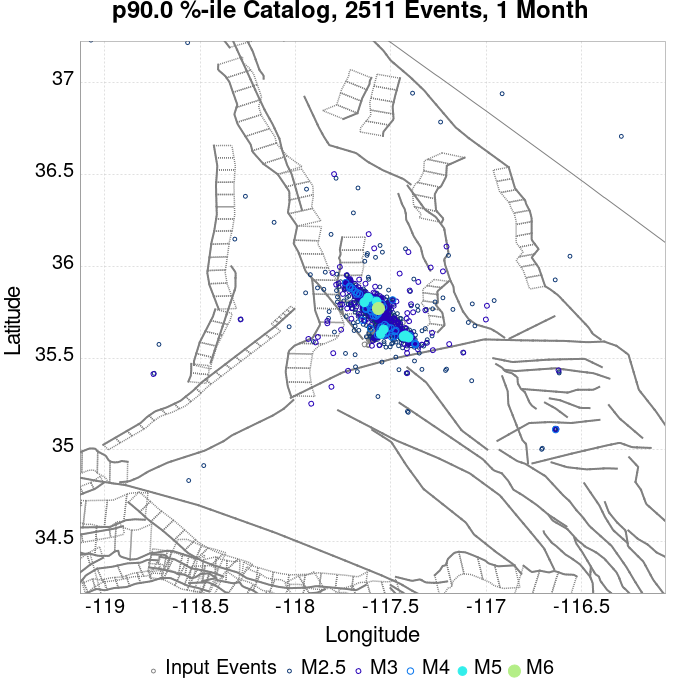 p90.0 %-ile Catalog, 2511 Events, 1 Month
37
36.5
36
35.5
35
34.5
Latitude
-119 -118.5 -118 -117.5 -117 -116.5
Longitude
Input Events M2.5 M3 M4 M5 M6